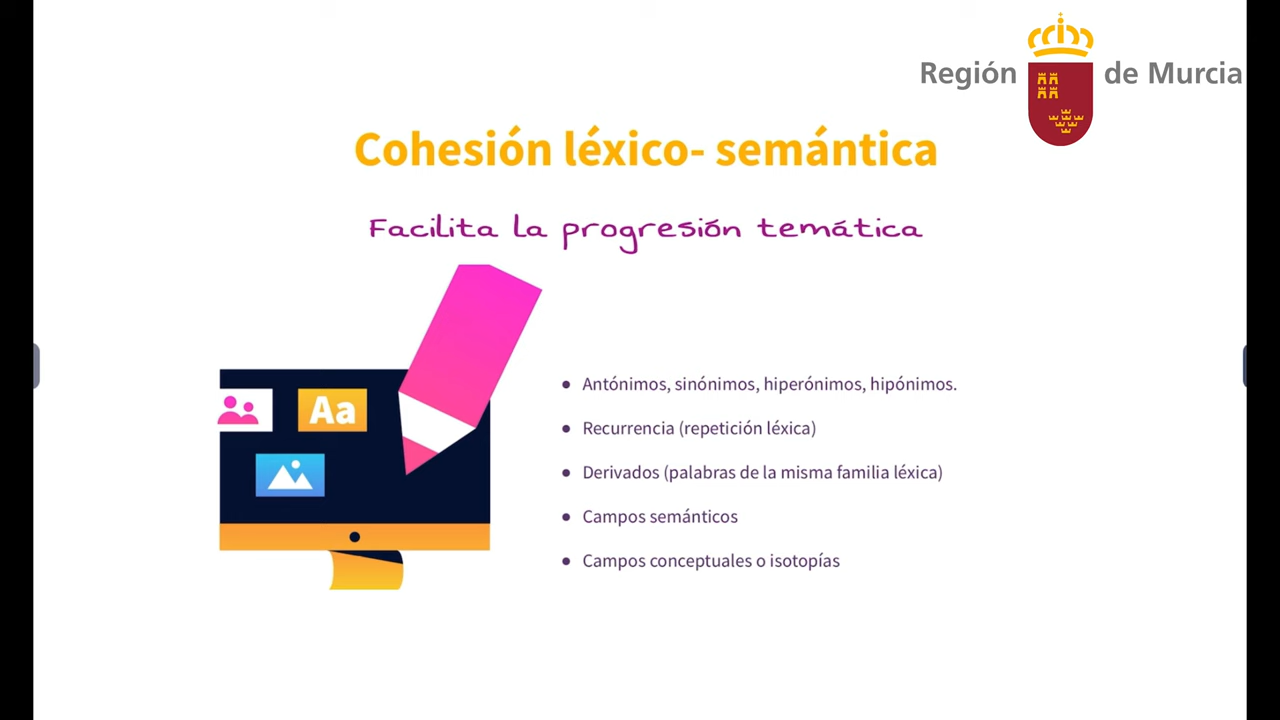 Región de Murcia
Cohesión léxico- semántica
Facilita la progresión temática
Aa
● Antónimos, sinónimos, hiperónimos, hipónimos.
● Recurrencia (repetición léxica)
● Derivados (palabras de la misma familia léxica)
● Campos semánticos
● Campos conceptuales o isotopías